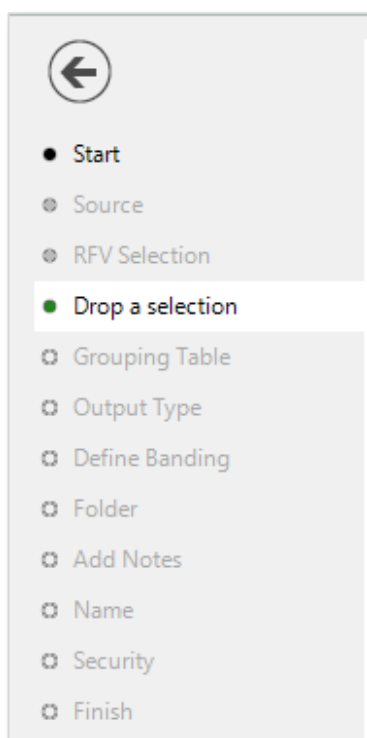 Start
Source
RFV Selection
Drop a selection
Grouping Table
Output Type
Define Banding
Folder
Add Notes
Name
Security
Finish